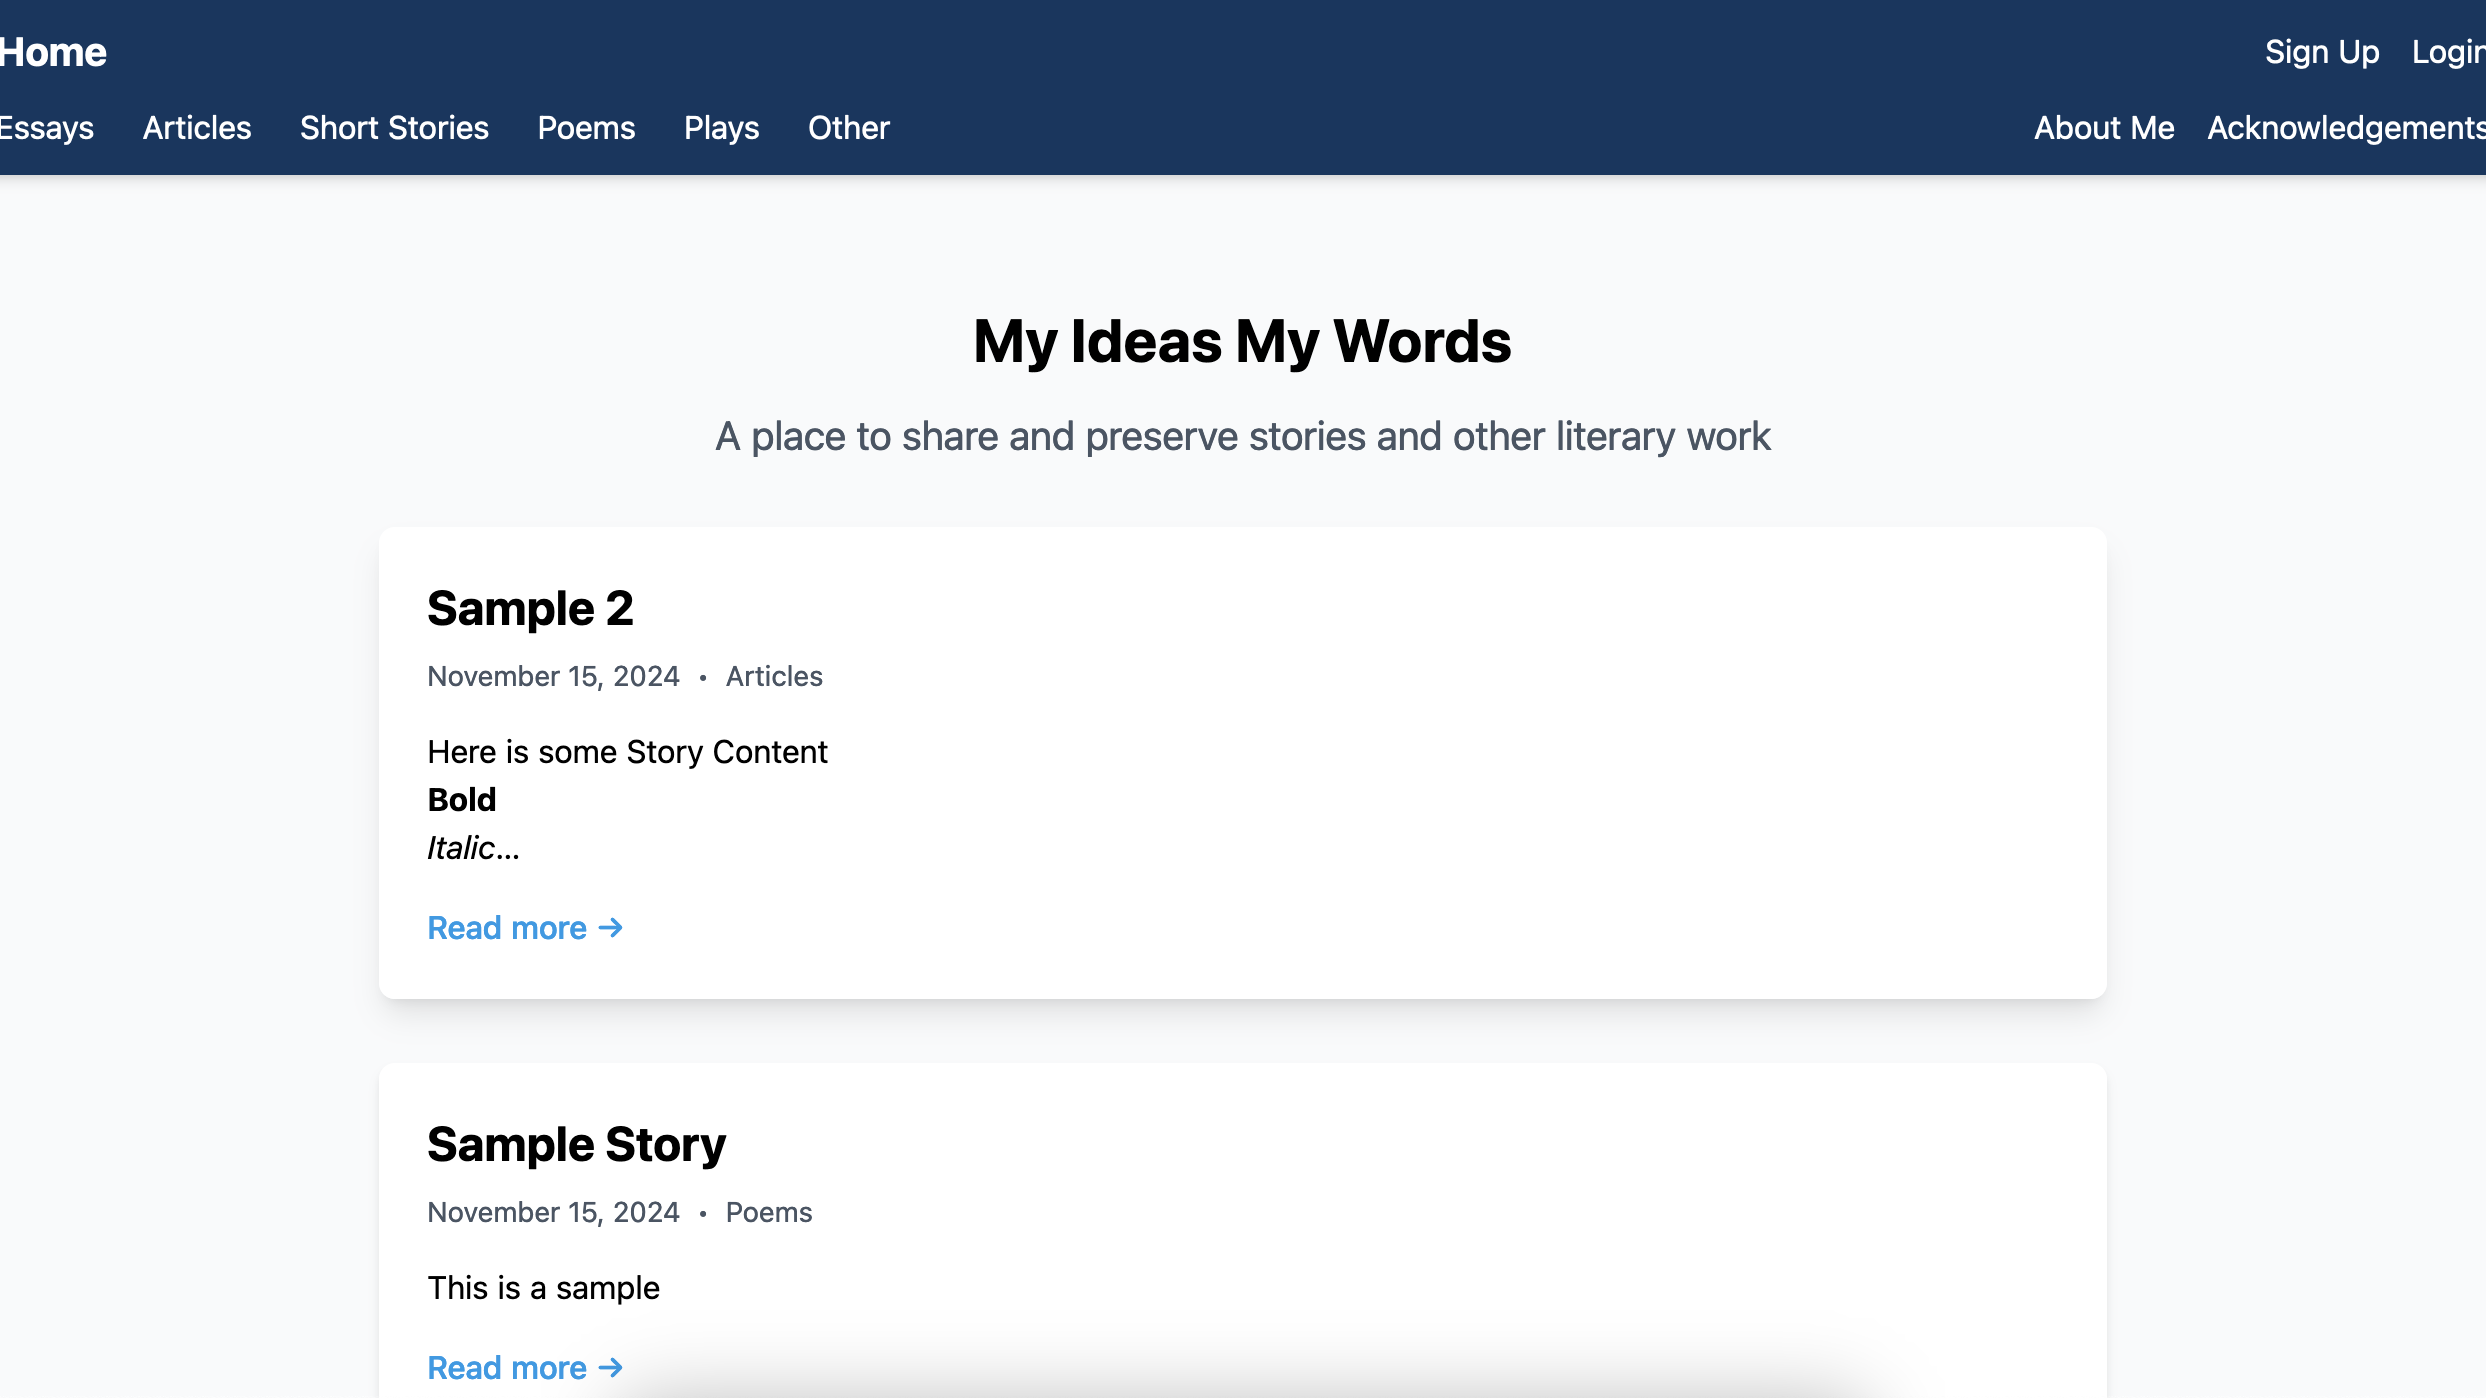 Home
Sign Up Login
Essays Articles Short Stories Poems Plays Other
About Me Acknowledgements
My Ideas My Words
A place to share and preserve stories and other literary work
Sample 2
November 15, 2024 • Articles
Here is some Story Content
Bold
Italic...
Read more →
Sample Story
November 15, 2024 • Poems
This is a sample
Read more →